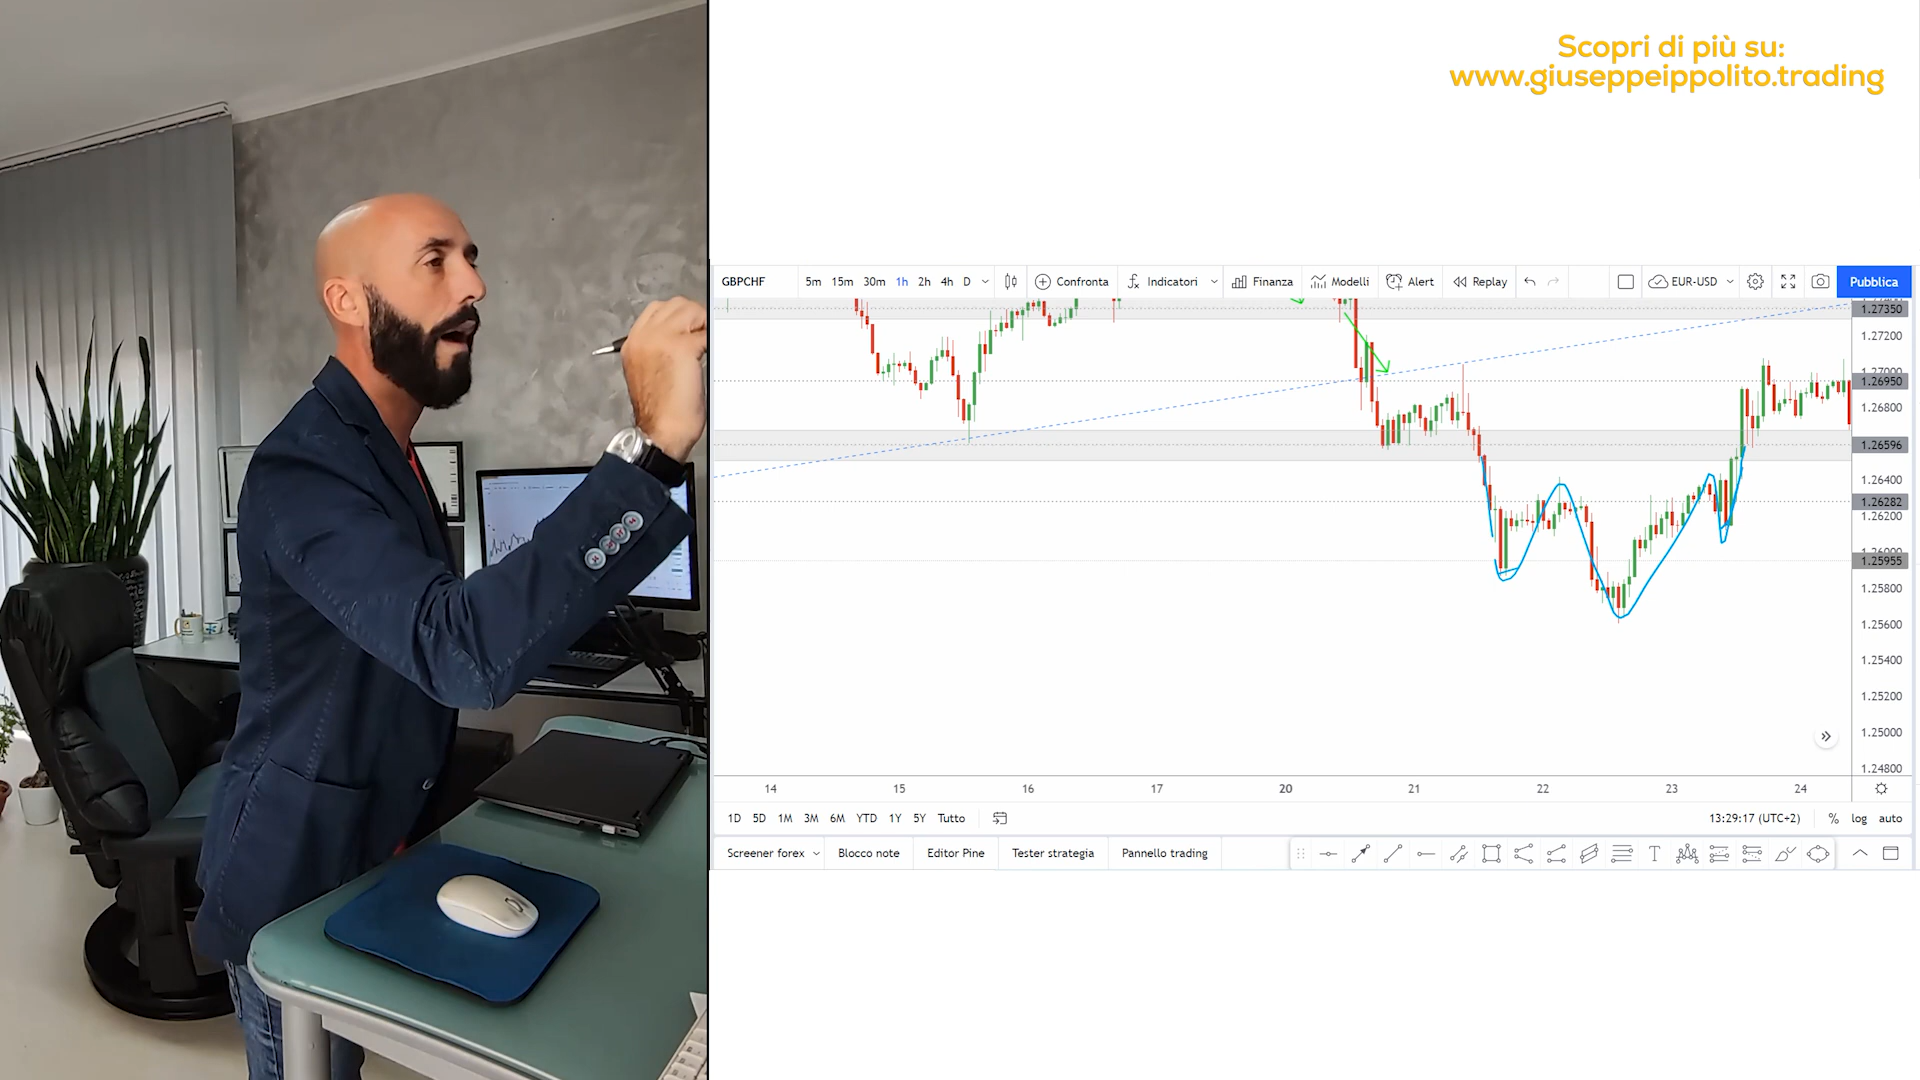 Scopri di più su:
www.giuseppeippolito.trading
GBPCHF 5m 15m 30m 1h 2h 4h D Confronta Indicatori Finanza Modelli Alert Replay EUR-USD Pubblica
1.27350
1.27200
1.27000
1.26950
1.26800
1.26596
1.26400
1.26282
1.26200
1.26000
1.25955
1.25800
1.25600
1.25400
1.25200
1.25000
1.24800
14 15 16 17 20 21 22 23 24
1D 5D 1M 3M 6M YTD 1Y 5Y Tutto 13:29:17 (UTC+2) % log auto
Screener forex Blocco note Editor Pine Tester strategia Pannello trading